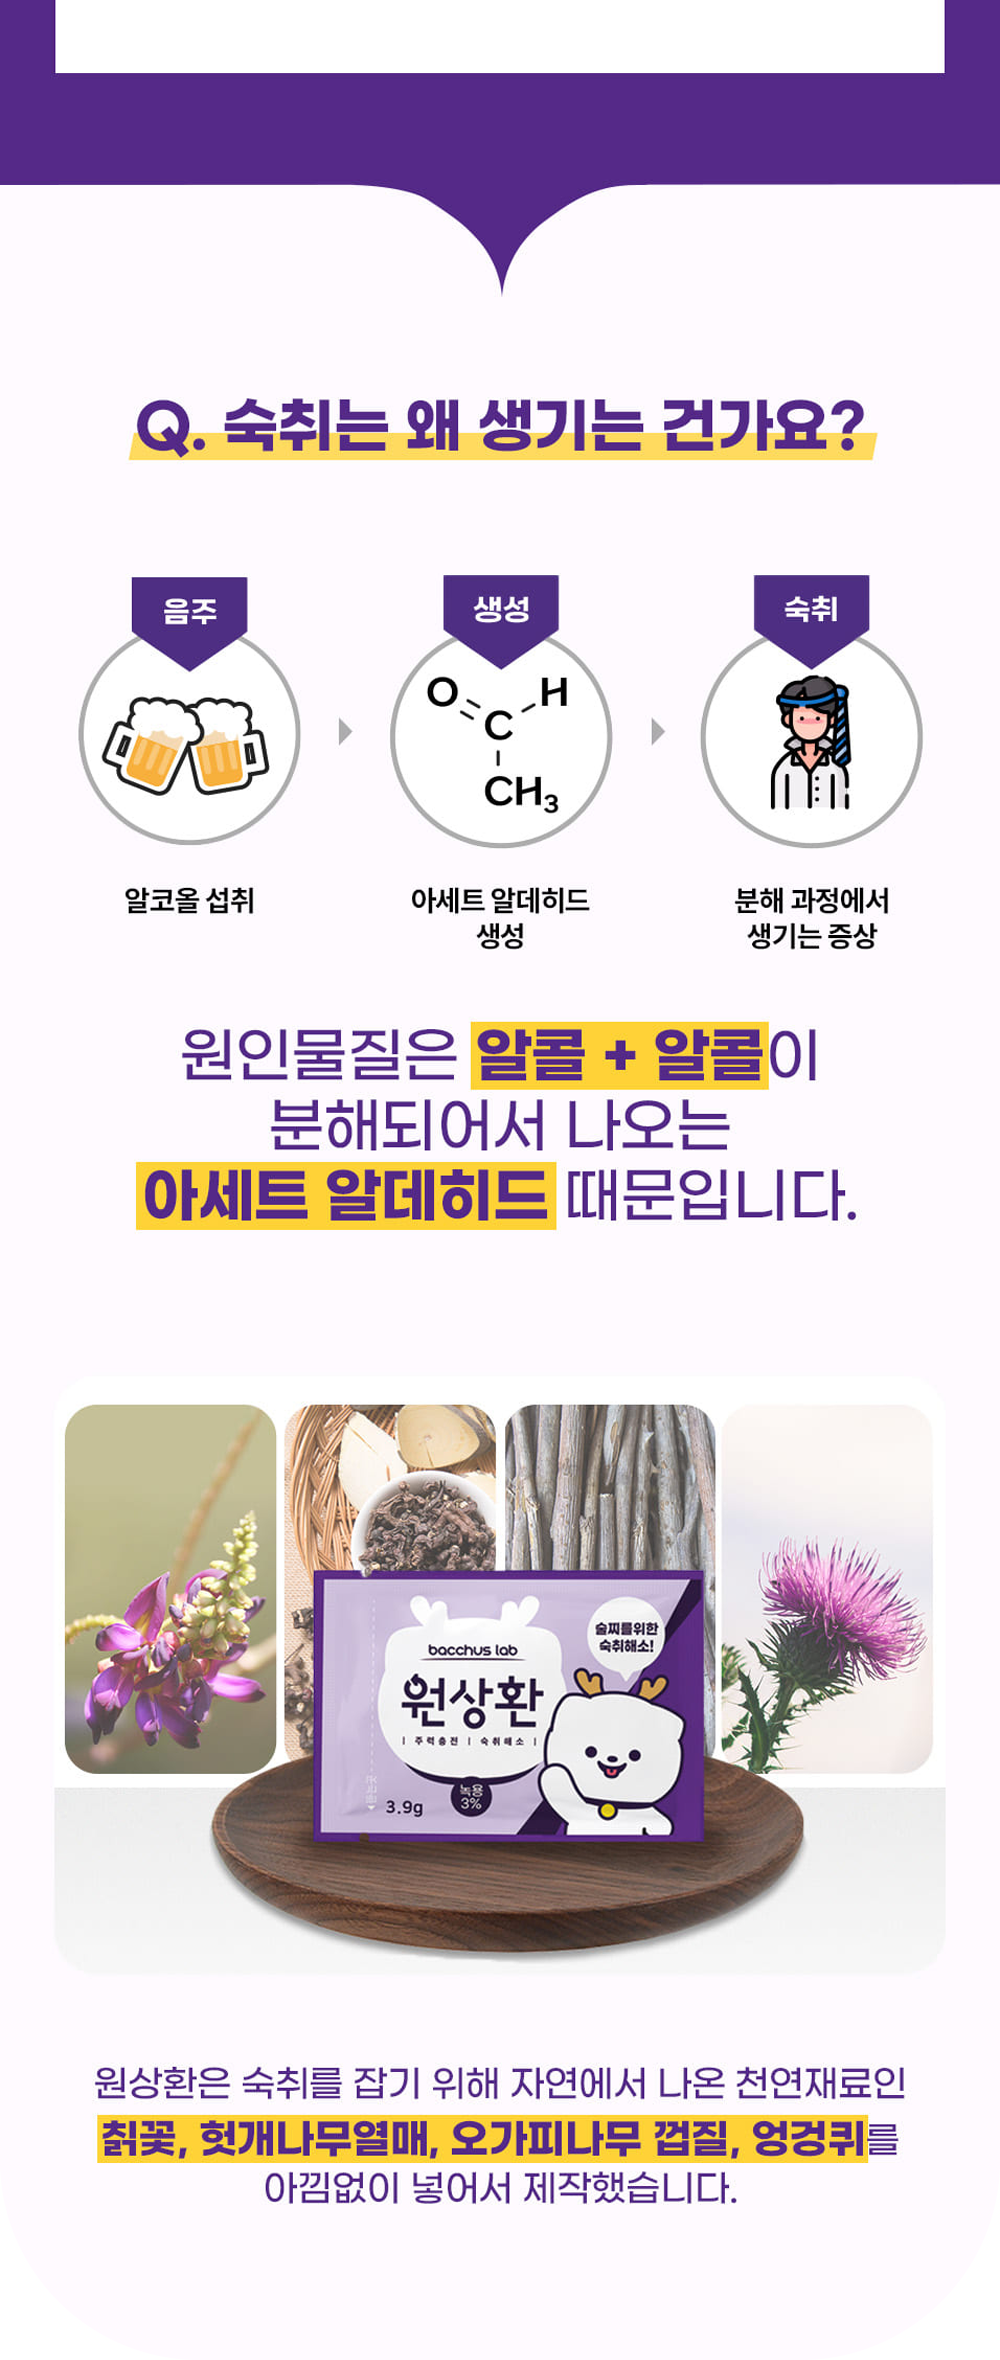 Q. 숙취는 왜 생기는 건가요?
음주
생성
숙취
O
H
C
CH₃
알코올 섭취
아세트 알데히드
생성
분해 과정에서
생기는 증상
원인물질은 알콜 + 알콜이
분해되어서 나오는
아세트 알데히드 때문입니다.
bacchus lab
원상환
| 주력충전 | 숙취해소 |
술찌를위한
숙취해소!
녹용
3%
3.9g
원상환은 숙취를 잡기 위해 자연에서 나온 천연재료인
칡꽃, 헛개나무열매, 오가피나무 껍질, 엉겅퀴를
아낌없이 넣어서 제작했습니다.